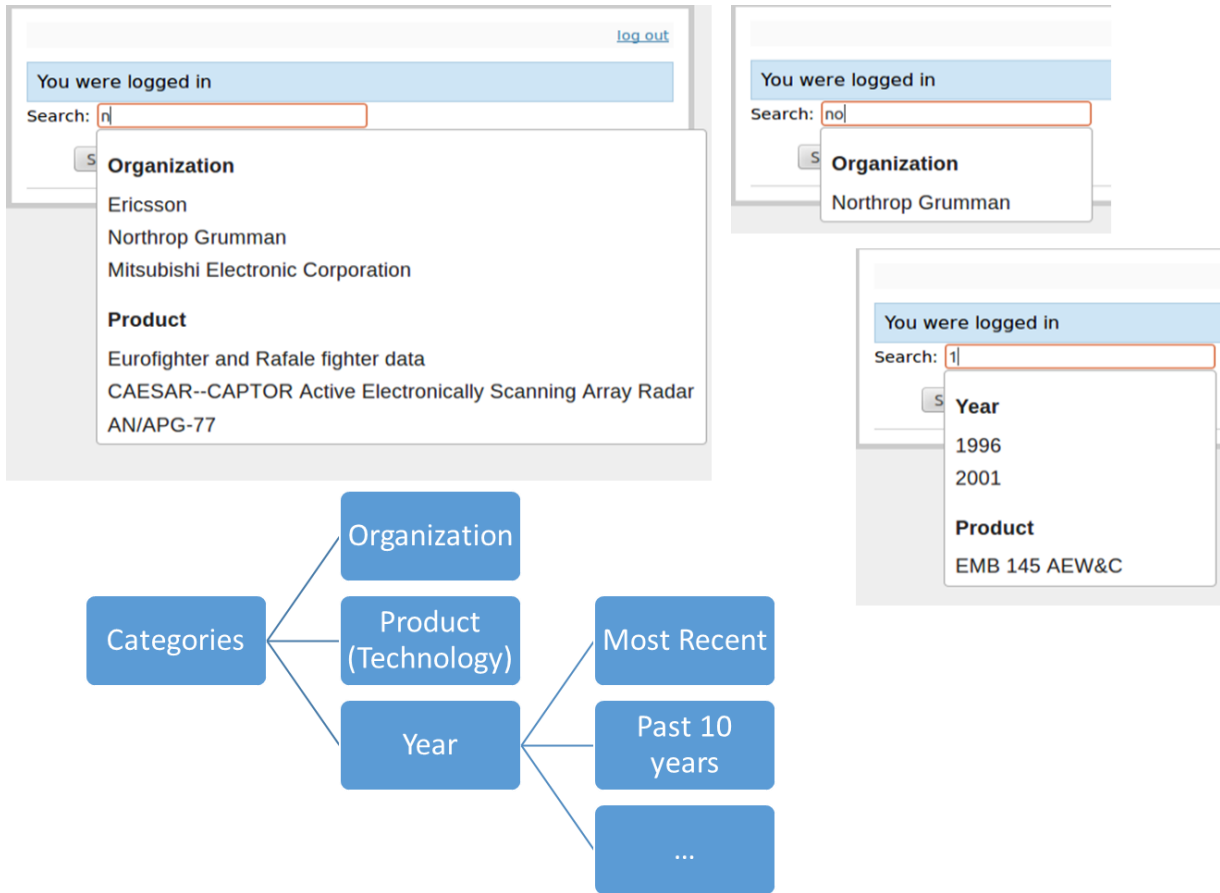 log out
You were logged in
Search: n
S
Organization
Ericsson
Northrop Grumman
Mitsubishi Electronic Corporation
Product
Eurofighter and Rafale fighter data
CAESAR--CAPTOR Active Electronically Scanning Array Radar
AN/APG-77
You were logged in
Search: no
S
Organization
Northrop Grumman
You were logged in
Search: 1
S
Year
1996
2001
Product
EMB 145 AEW&C
Categories
Organization
Product
(Technology)
Year
Most Recent
Past 10
years
...